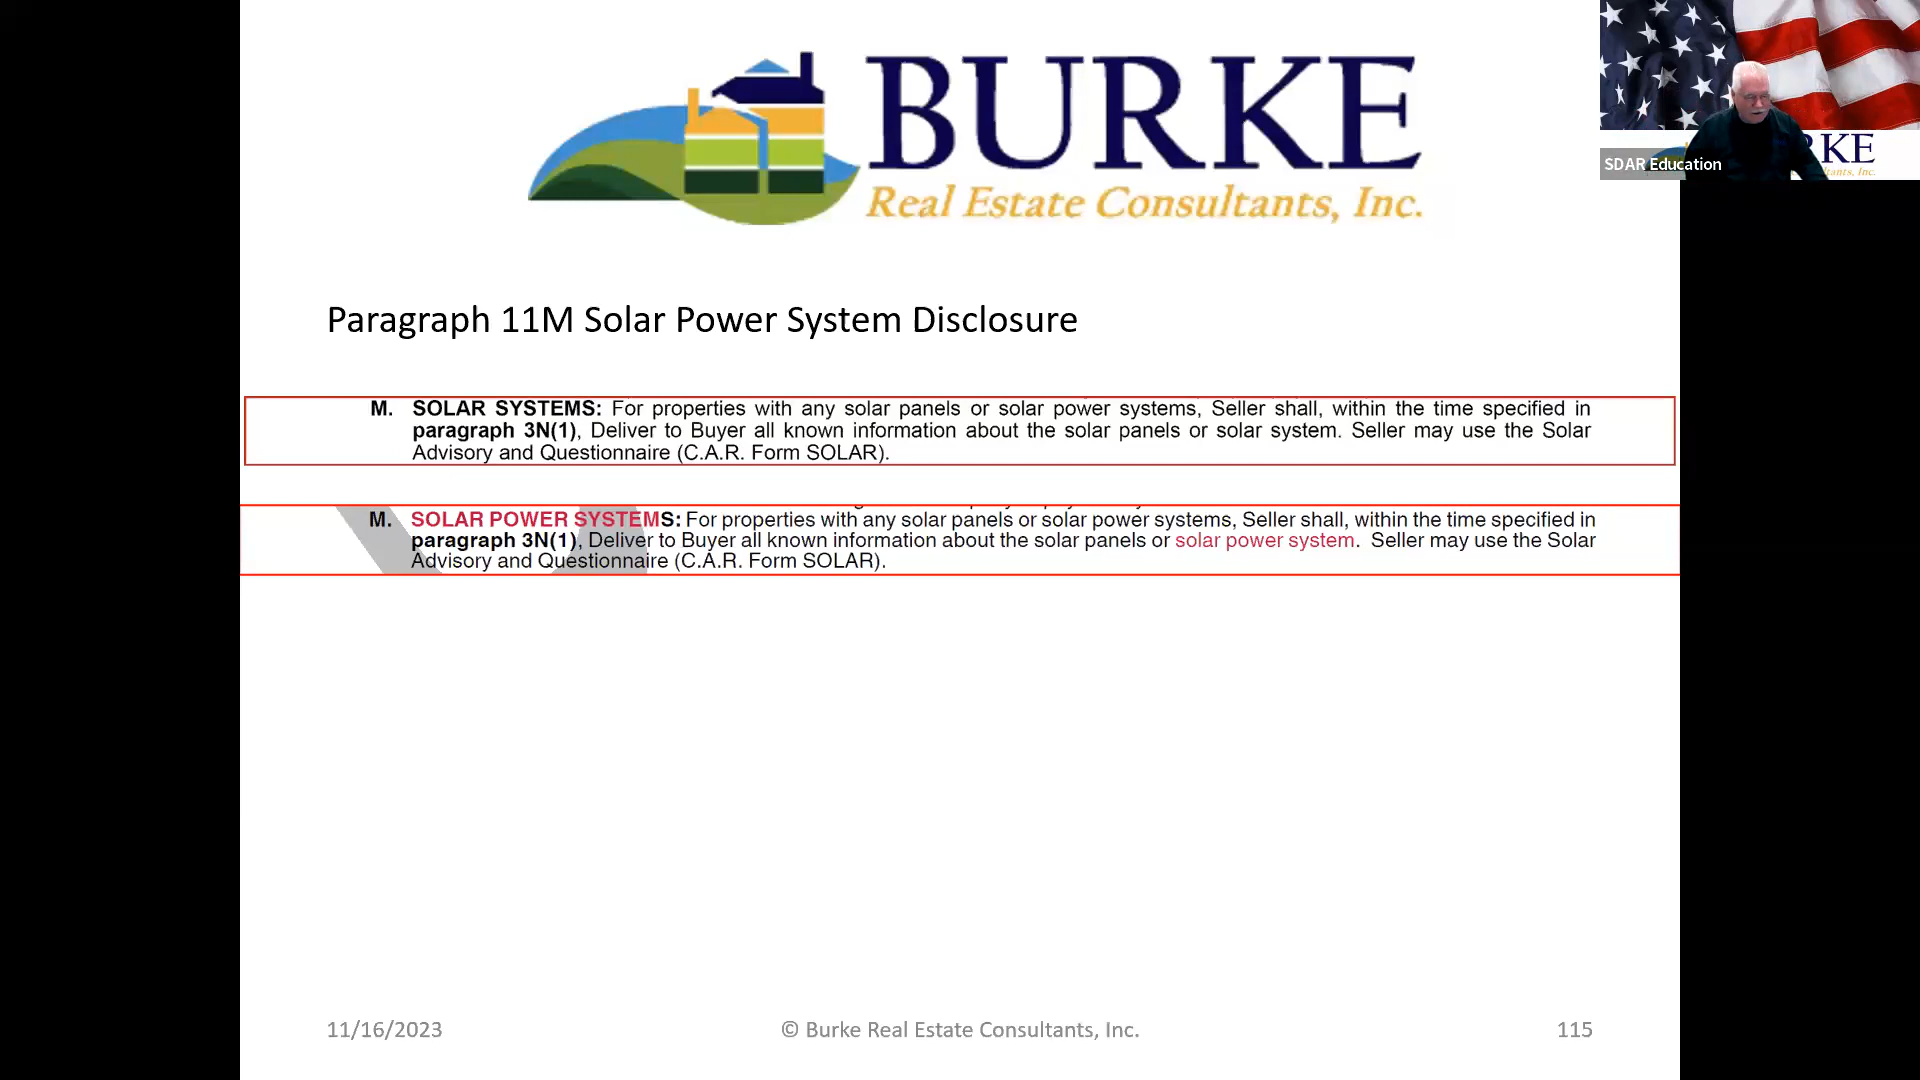 BURKE
Real Estate Consultants, Inc.
RKE
SDAR Education
tants, Inc.
Paragraph 11M Solar Power System Disclosure
M. SOLAR SYSTEMS: For properties with any solar panels or solar power systems, Seller shall, within the time specified in
paragraph 3N(1), Deliver to Buyer all known information about the solar panels or solar system. Seller may use the Solar
Advisory and Questionnaire (C.A.R. Form SOLAR).
M. SOLAR POWER SYSTEMS: For properties with any solar panels or solar power systems, Seller shall, within the time specified in
paragraph 3N(1), Deliver to Buyer all known information about the solar panels or solar power system. Seller may use the Solar
Advisory and Questionnaire (C.A.R. Form SOLAR).
11/16/2023
© Burke Real Estate Consultants, Inc.
115